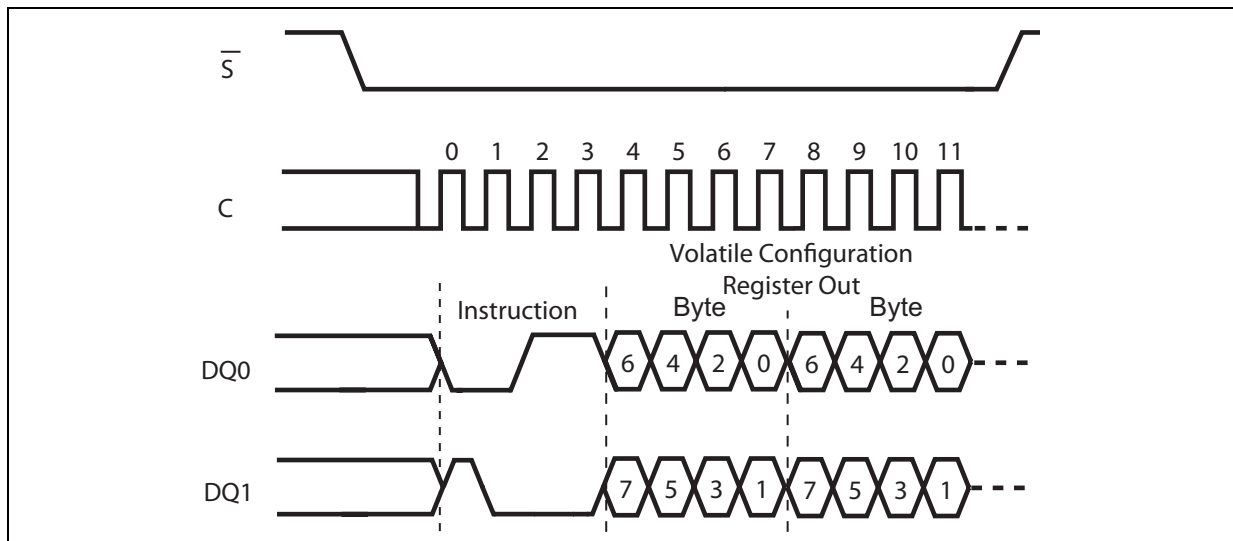 S
0 1 2 3 4 5 6 7 8 9 10 11
C
Volatile Configuration
Register Out
Instruction Byte Byte
DQ0 6 4 2 0 6 4 2 0
DQ1 7 5 3 1 7 5 3 1